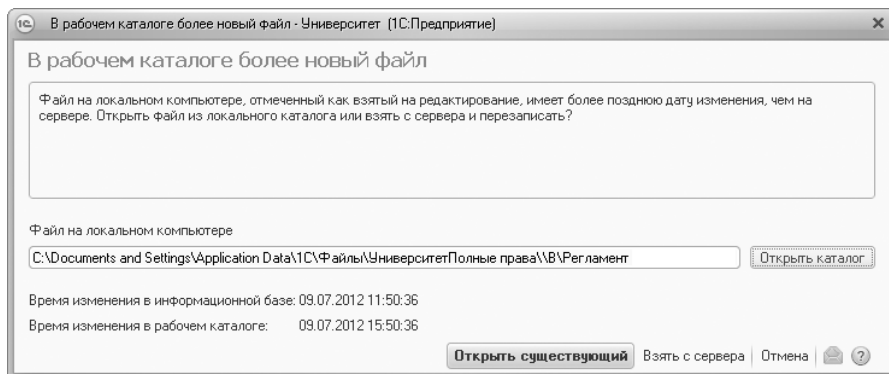 1С В рабочем каталоге более новый файл - Университет (1С:Предприятие)
В рабочем каталоге более новый файл
Файл на локальном компьютере, отмеченный как взятый на редактирование, имеет более позднюю дату изменения, чем на
сервере. Открыть файл из локального каталога или взять с сервера и перезаписать?
Файл на локальном компьютере
C:\Documents and Settings\Application Data\1C\Файлы\УниверситетПолные права\\B\Регламент Открыть каталог
Время изменения в информационной базе: 09.07.2012 11:50:36
Время изменения в рабочем каталоге: 09.07.2012 15:50:36
Открыть существующий Взять с сервера Отмена ?